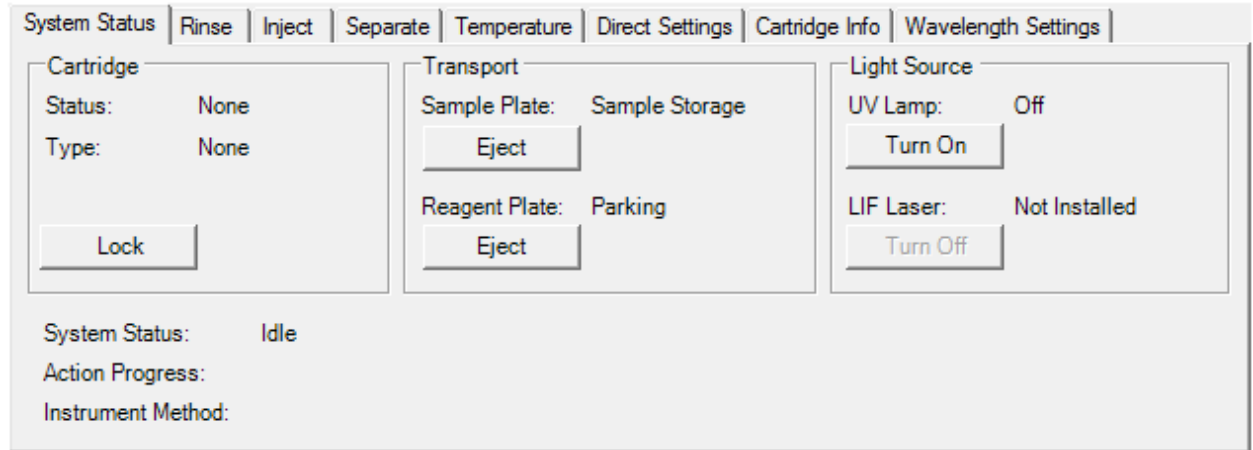 System Status Rinse Inject Separate Temperature Direct Settings Cartridge Info Wavelength Settings
Cartridge
Status: None
Type: None
Lock
Transport
Sample Plate: Sample Storage
Eject
Reagent Plate: Parking
Eject
Light Source
UV Lamp: Off
Turn On
LIF Laser: Not Installed
Turn Off
System Status: Idle
Action Progress:
Instrument Method: